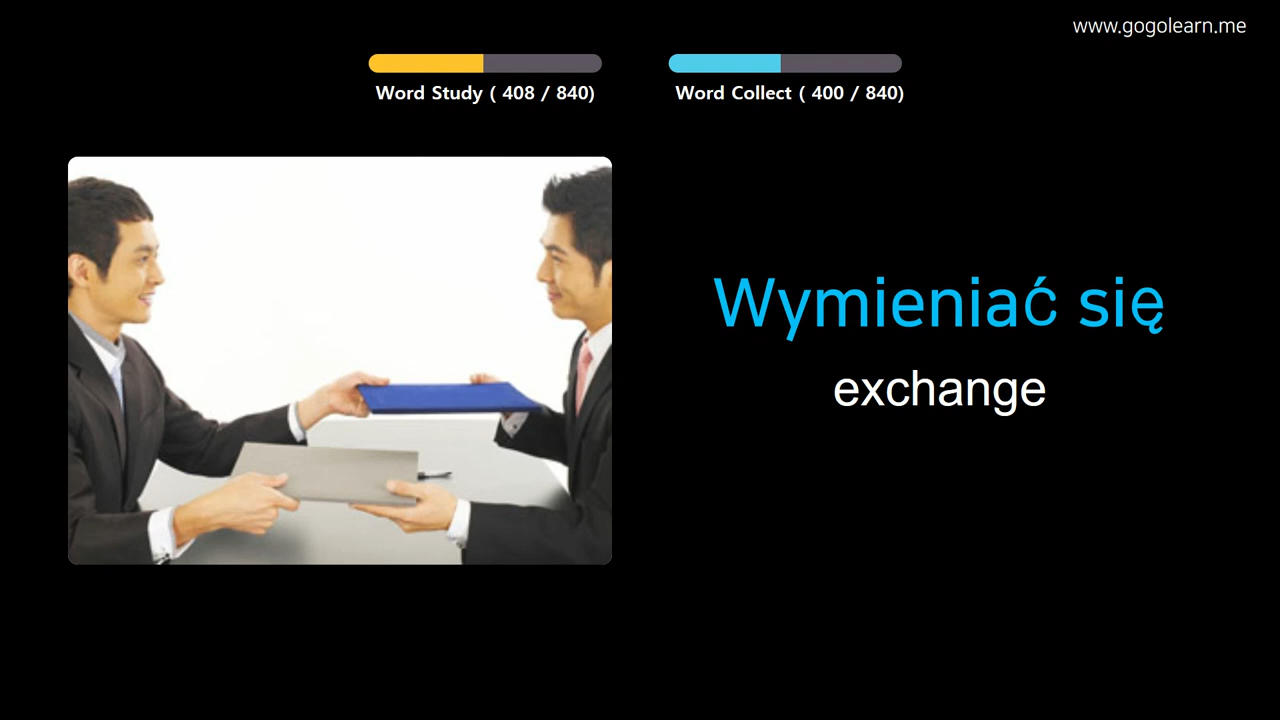 www.gogolearn.me
Word Study ( 408 / 840)
Word Collect ( 400 / 840)
Wymieniać się
exchange